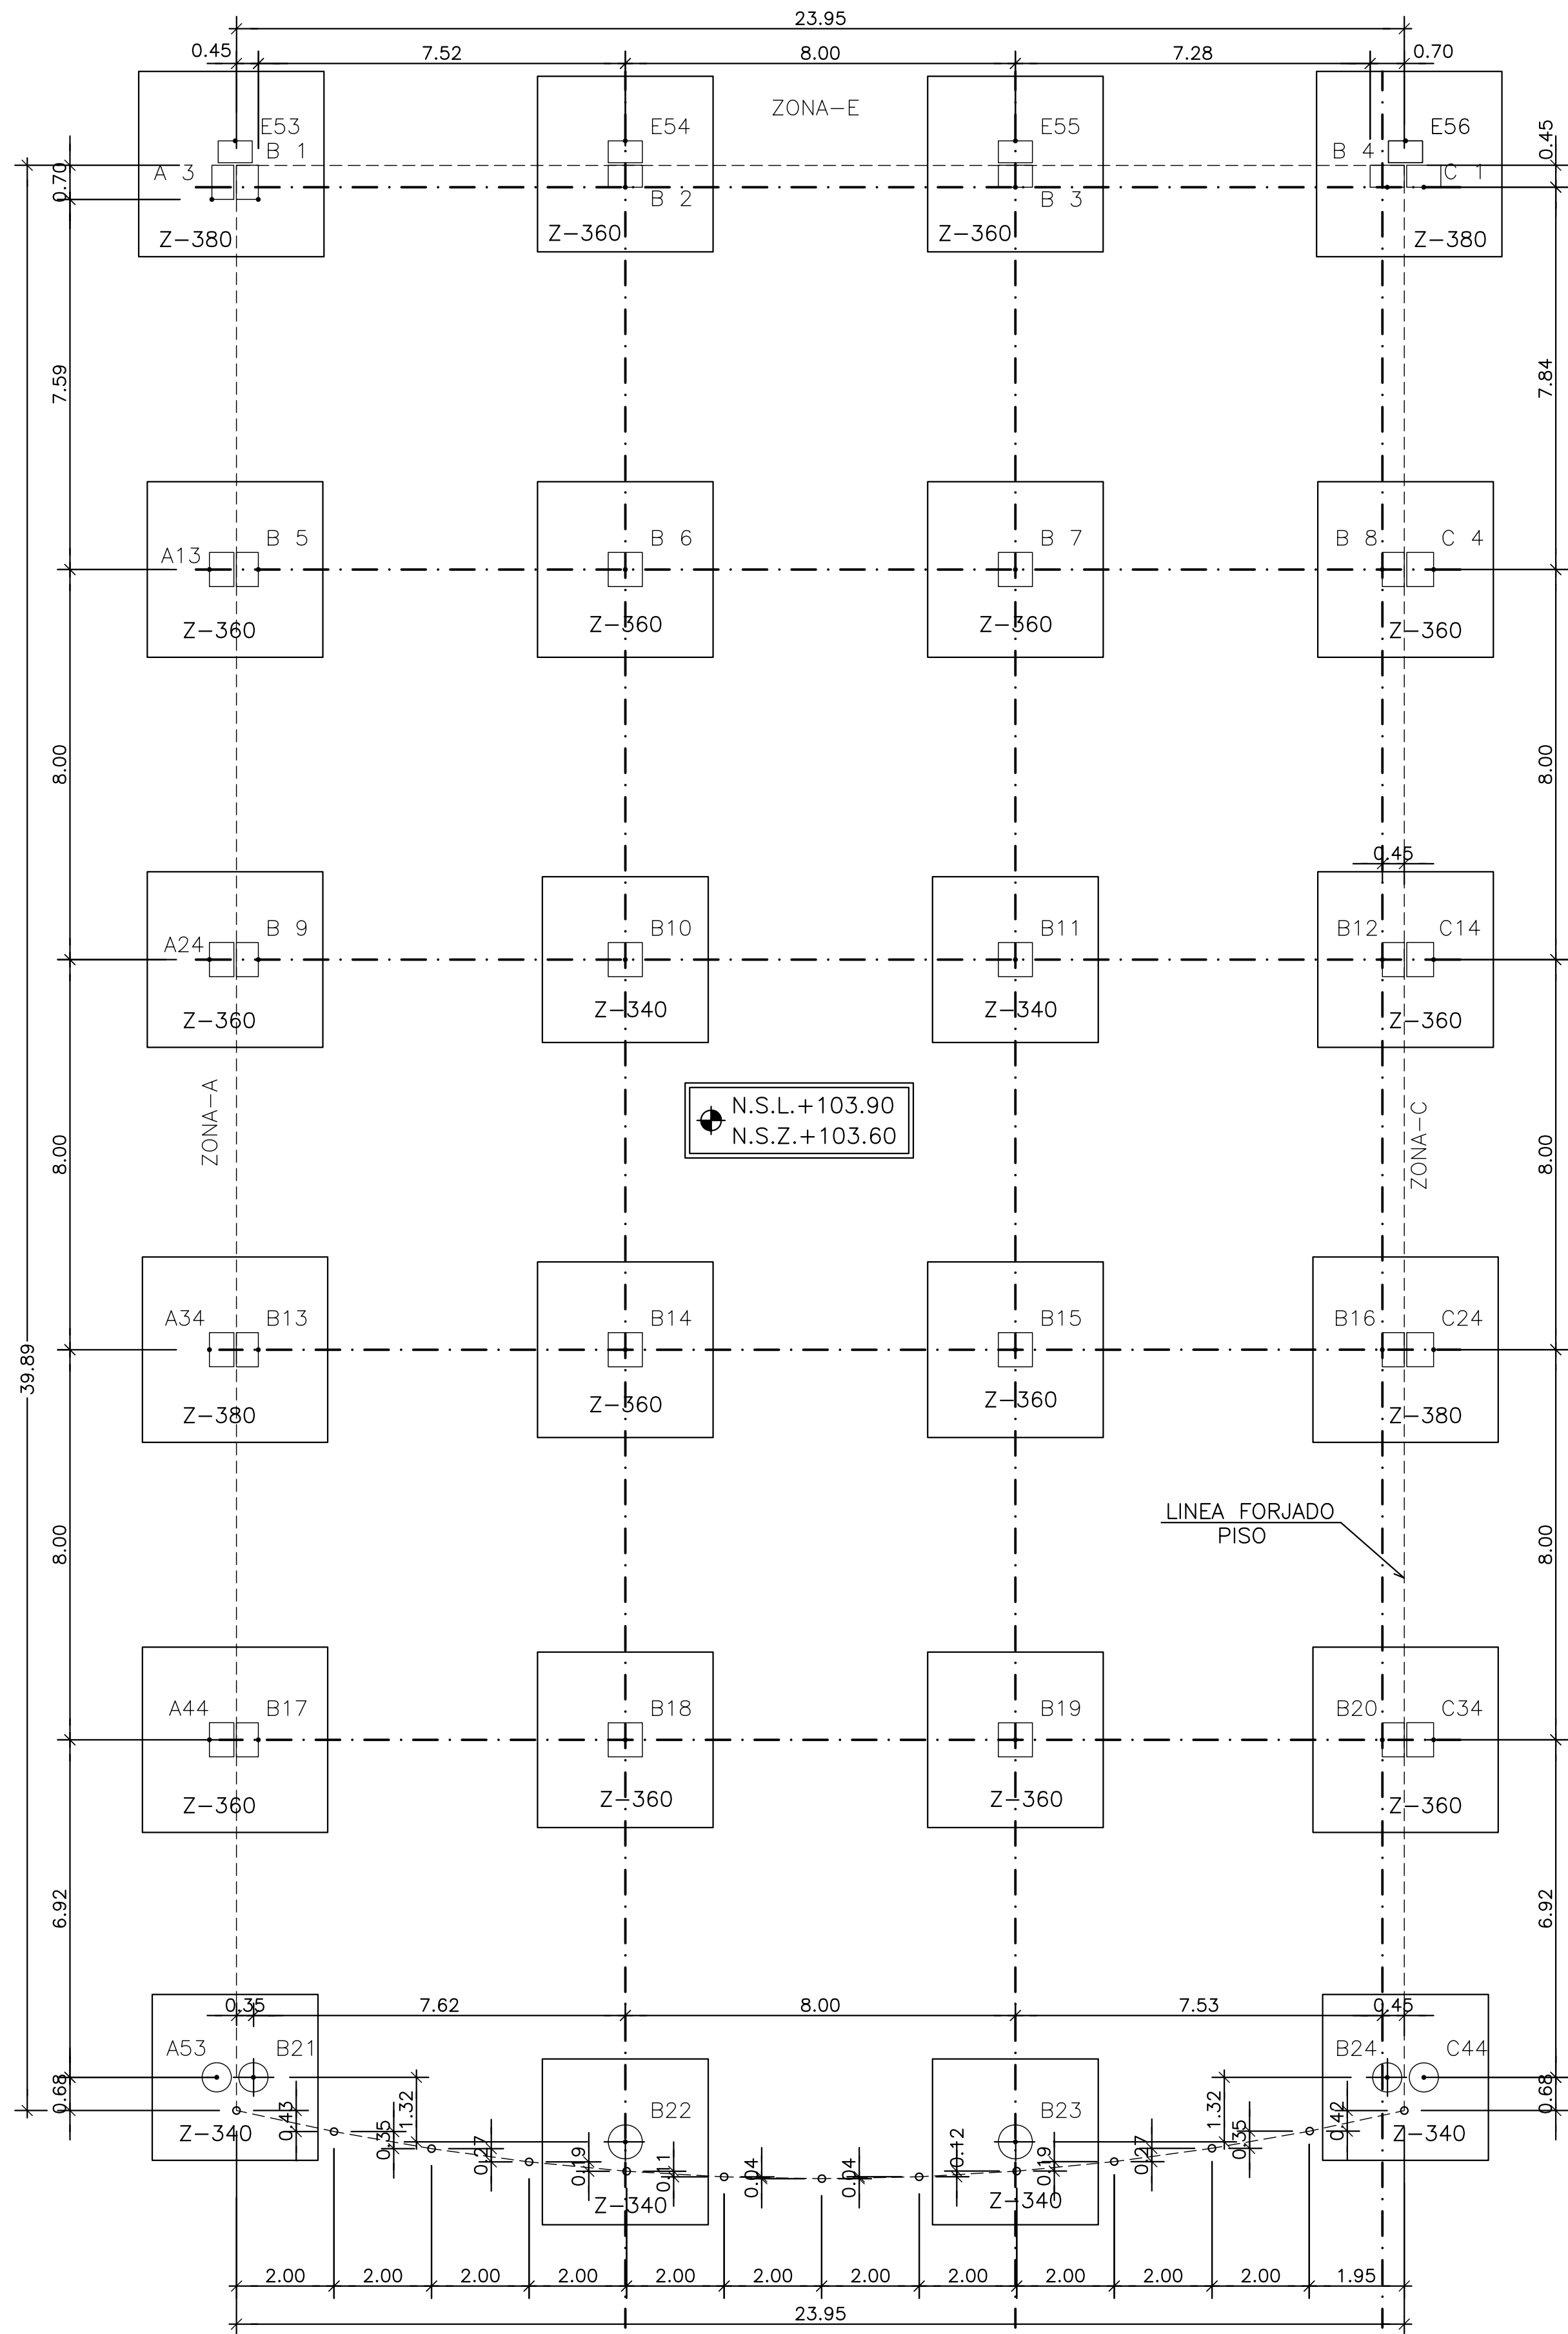 23.95
0.45 7.52 8.00 7.28 0.70
ZONA-E
E53 E54 E55 E56
B 1 B 4
A 3 C 1
B 2 B 3
Z-380 Z-360 Z-360 Z-380
0.70 0.45
7.59 7.84
B 5 B 6 B 7 B 8 C 4
A13
Z-360 Z-360 Z-360 Z-360
8.00 8.00
0.45
A24 B 9 B10 B11 B12 C14
Z-360 Z-340 Z-340 Z-360
N.S.L.+103.90
N.S.Z.+103.60
ZONA-A
ZONA-C
8.00 8.00
A34 B13 B14 B15 B16 C24
39.89
Z-380 Z-360 Z-360 Z-380
LINEA FORJADO
PISO
8.00 8.00
A44 B17 B18 B19 B20 C34
Z-360 Z-360 Z-360 Z-360
6.92 6.92
0.35 7.62 8.00 7.53 0.45
A53 B21 B24 C44
0.68 0.68
B22 B23
Z-340 Z-340
0.43 0.35 1.32 0.27 0.19 0.11 0.04 0.04 0.12 0.19 0.27 1.32 0.35 0.42
Z-340 Z-340
2.00 2.00 2.00 2.00 2.00 2.00 2.00 2.00 2.00 2.00 2.00 1.95
23.95